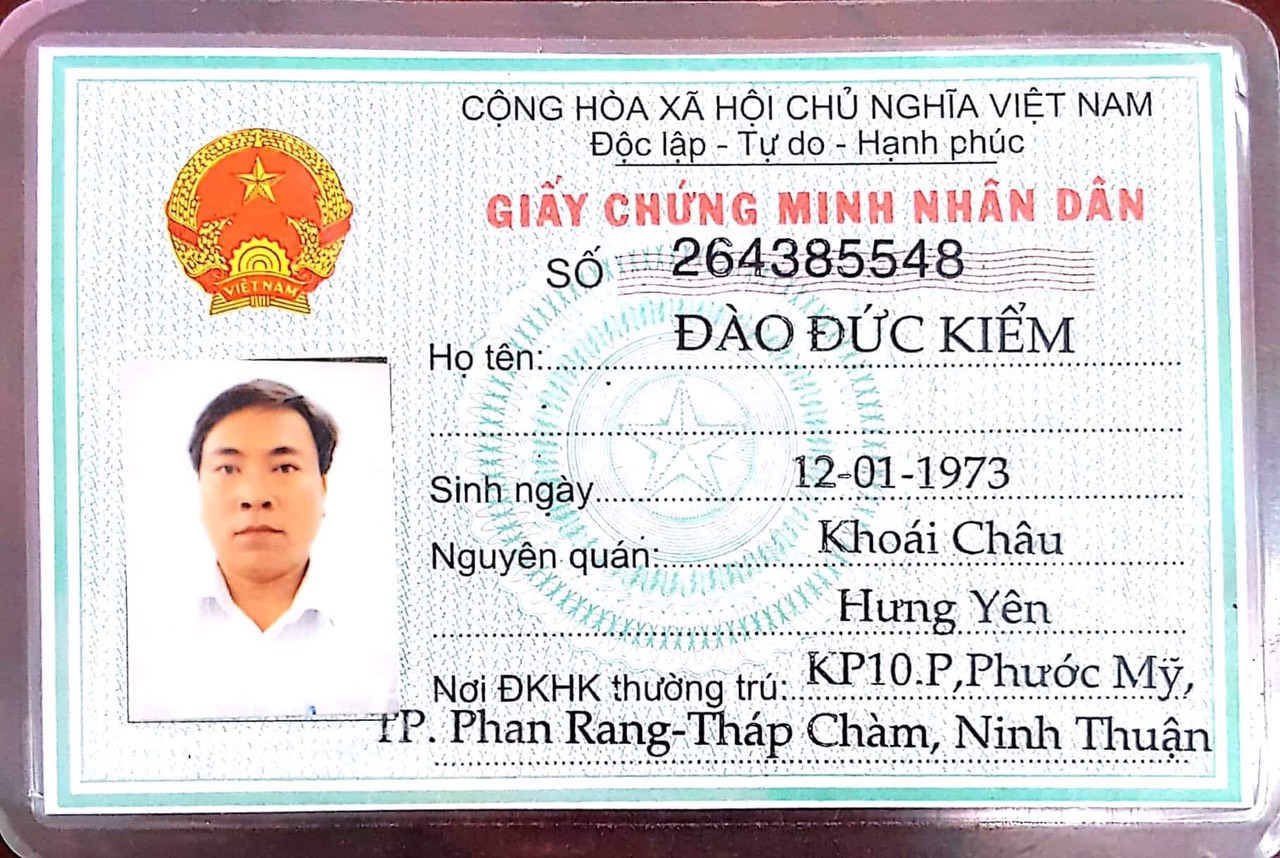 CỘNG HÒA XÃ HỘI CHỦ NGHĨA VIỆT NAM
Độc lập - Tự do - Hạnh phúc
GIẤY CHỨNG MINH NHÂN DÂN
SỐ 264385548
Họ tên: ĐÀO ĐỨC KIỂM
Sinh ngày 12-01-1973
Nguyên quán: Khoái Châu
Hưng Yên
Nơi ĐKHK thường trú: KP10.P,Phước Mỹ,
TP. Phan Rang-Tháp Chàm, Ninh Thuận
VIỆT NAM